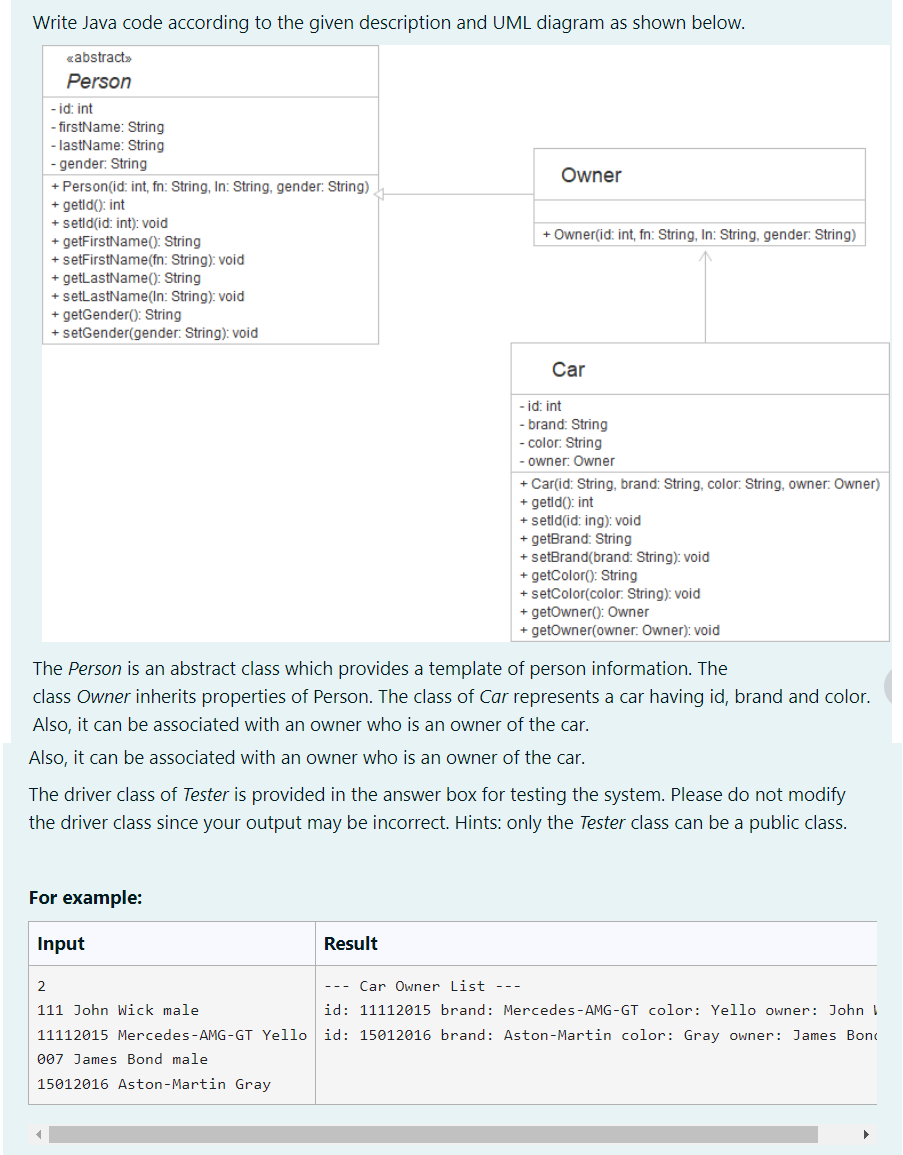 Write Java code according to the given description and UML diagram as shown below.
«abstract»
Person
- id: int
- firstName: String
- lastName: String
- gender: String
+ Person(id: int, fn: String, ln: String, gender: String)
+ getId(): int
+ setId(id: int): void
+ getFirstName(): String
+ setFirstName(fn: String): void
+ getLastName(): String
+ setLastName(ln: String): void
+ getGender(): String
+ setGender(gender: String): void
Owner
+ Owner(id: int, fn: String, ln: String, gender: String)
Car
- id: int
- brand: String
- color: String
- owner: Owner
+ Car(id: String, brand: String, color: String, owner: Owner)
+ getId(): int
+ setId(id: ing): void
+ getBrand: String
+ setBrand(brand: String): void
+ getColor(): String
+ setColor(color: String): void
+ getOwner(): Owner
+ getOwner(owner: Owner): void
The Person is an abstract class which provides a template of person information. The
class Owner inherits properties of Person. The class of Car represents a car having id, brand and color.
Also, it can be associated with an owner who is an owner of the car.
Also, it can be associated with an owner who is an owner of the car.
The driver class of Tester is provided in the answer box for testing the system. Please do not modify
the driver class since your output may be incorrect. Hints: only the Tester class can be a public class.
For example:
Input
Result
2
111 John Wick male
11112015 Mercedes-AMG-GT Yello
007 James Bond male
15012016 Aston-Martin Gray
--- Car Owner List ---
id: 11112015 brand: Mercedes-AMG-GT color: Yello owner: John
id: 15012016 brand: Aston-Martin color: Gray owner: James